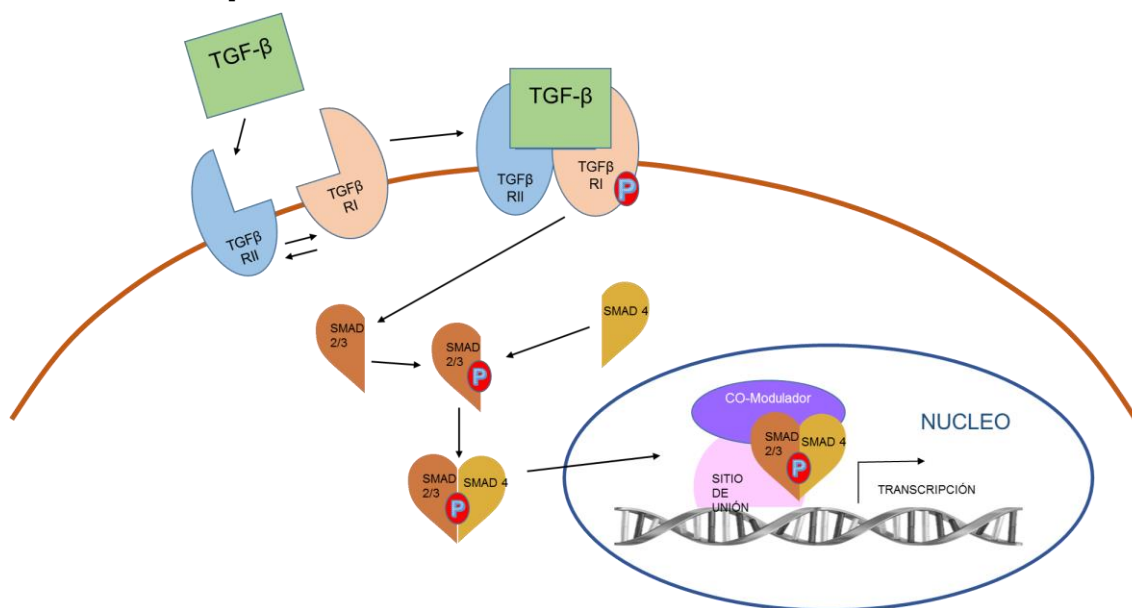 TGF-β
TGF-β
TGFβ
RII
TGFβ
RI
TGFβ
RII
TGFβ
RI
P
SMAD
2/3
SMAD
2/3
P
SMAD 4
SMAD
2/3
SMAD 4
P
CO-Modulador
SMAD
2/3
SMAD 4
P
NUCLEO
SITIO
DE
UNIÓN
TRANSCRIPCIÓN